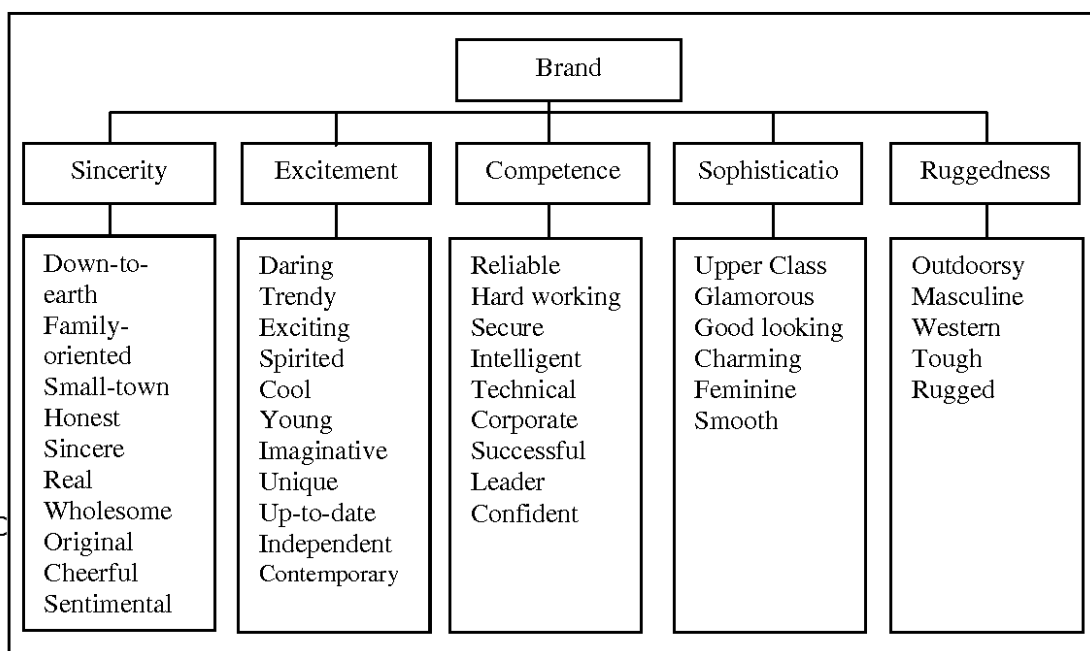 Brand
Sincerity
Excitement
Competence
Sophisticatio
Ruggedness
Down-to-
earth
Family-
oriented
Small-town
Honest
Sincere
Real
Wholesome
Original
Cheerful
Sentimental
Daring
Trendy
Exciting
Spirited
Cool
Young
Imaginative
Unique
Up-to-date
Independent
Contemporary
Reliable
Hard working
Secure
Intelligent
Technical
Corporate
Successful
Leader
Confident
Upper Class
Glamorous
Good looking
Charming
Feminine
Smooth
Outdoorsy
Masculine
Western
Tough
Rugged